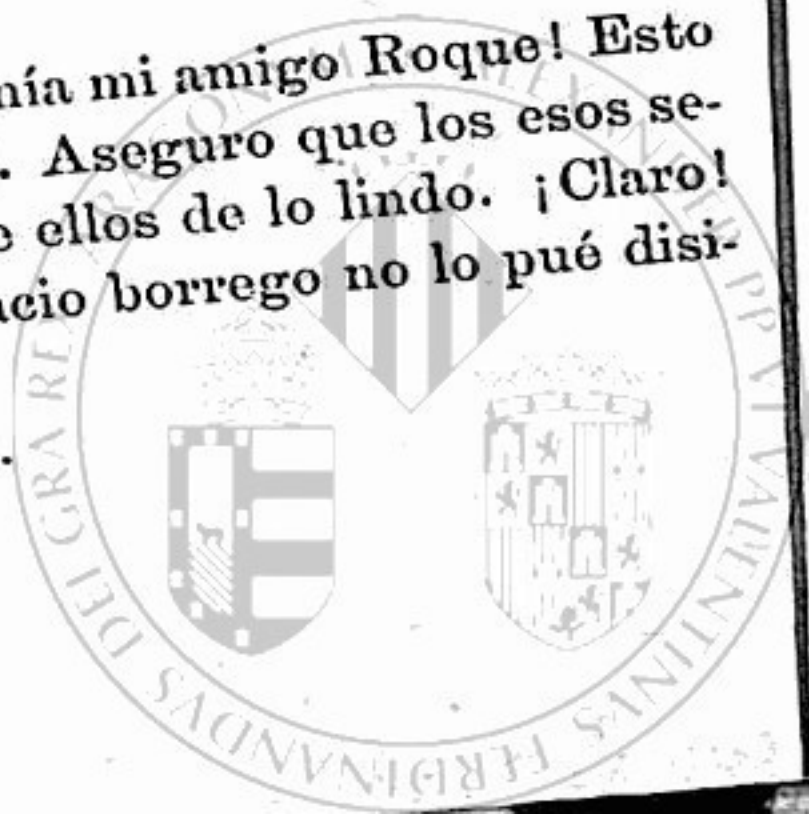 nía mi amigo Roque! Esto
. Aseguro que los esos se-
e ellos de lo lindo. ¡Claro!
acio borrego no lo pué disi-
.